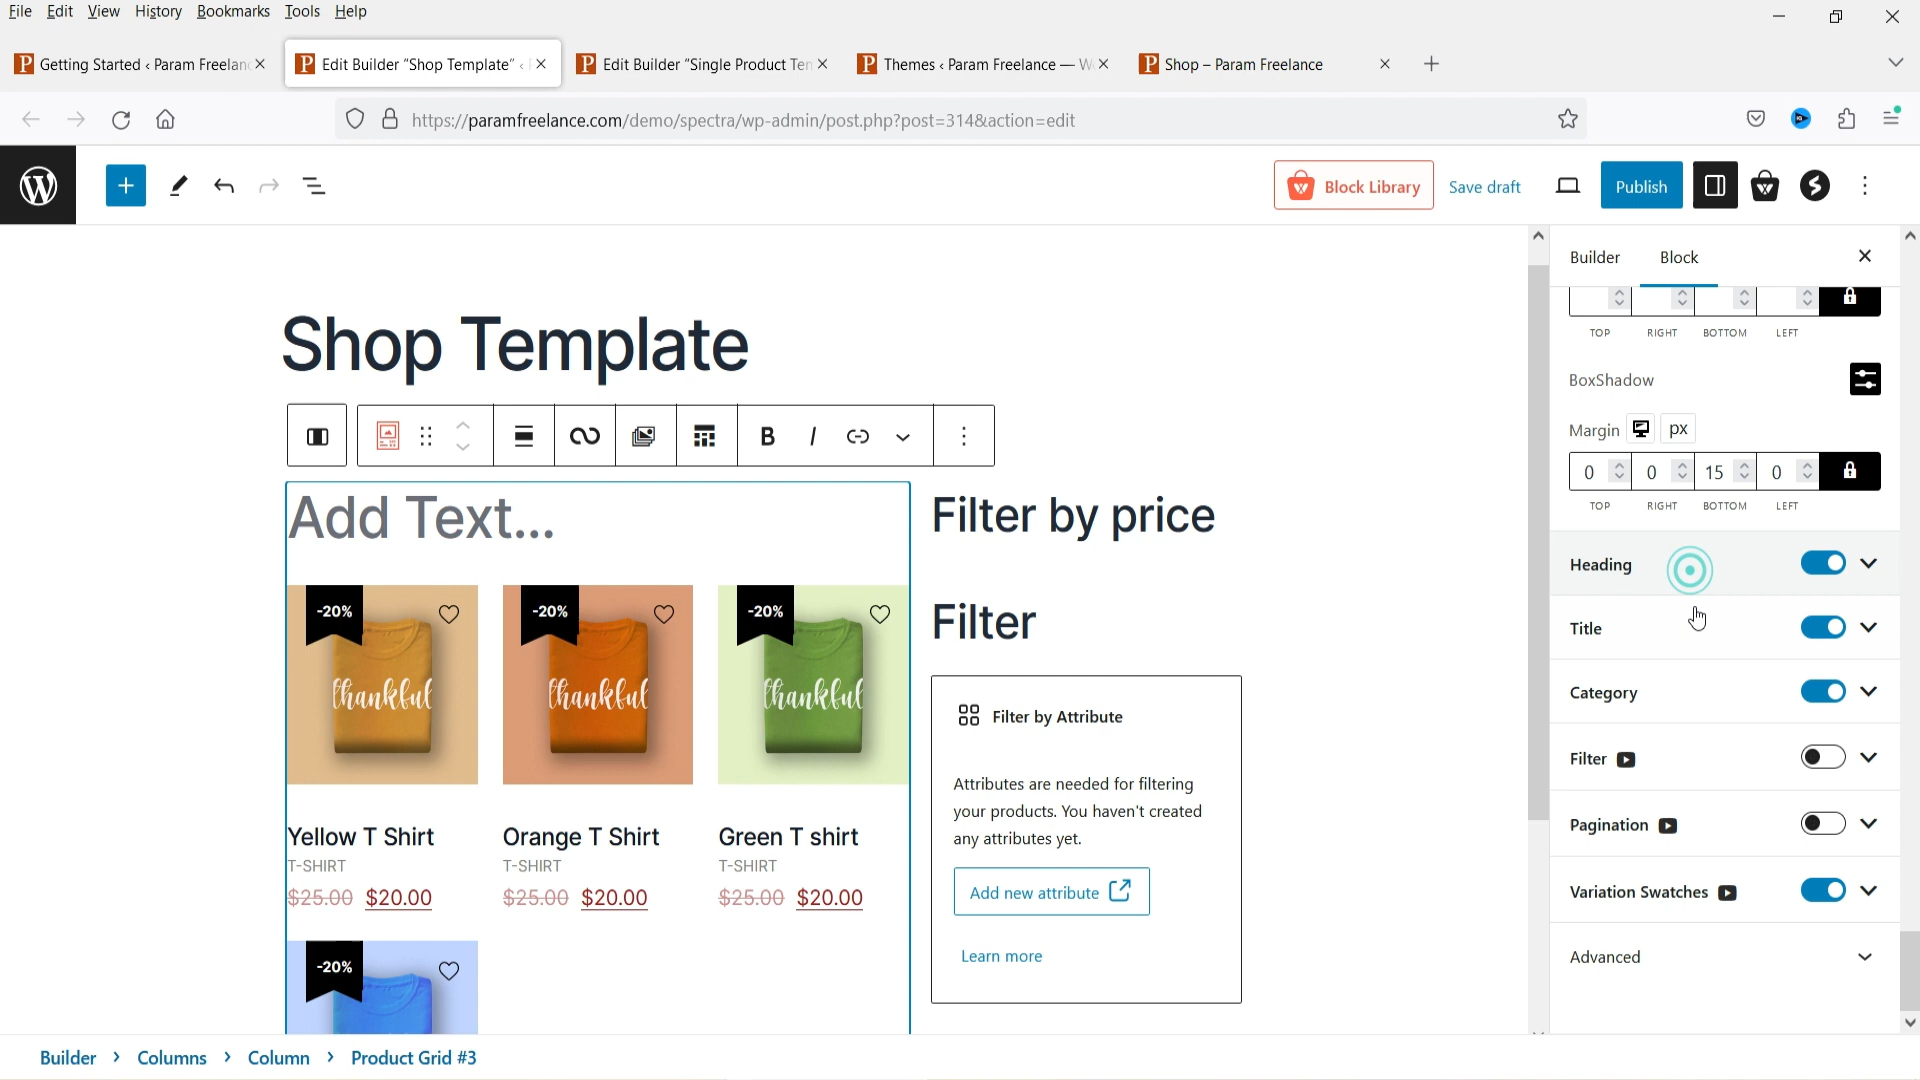 File Edit View History Bookmarks Tools Help
Getting Started ‹ Param Freelan
Edit Builder "Shop Template" ‹
Edit Builder "Single Product Ten
Themes ‹ Param Freelance — W
Shop – Param Freelance
https://paramfreelance.com/demo/spectra/wp-admin/post.php?post=314&action=edit
Block Library
Save draft
Publish
Builder
Block
TOP RIGHT BOTTOM LEFT
BoxShadow
Margin px
0 0 15 0
TOP RIGHT BOTTOM LEFT
Heading
Title
Category
Filter
Pagination
Variation Swatches
Advanced
Shop Template
B I
Add Text...
-20% -20% -20%
thankful thankful thankful
Yellow T Shirt Orange T Shirt Green T shirt
T-SHIRT T-SHIRT T-SHIRT
$25.00 $20.00 $25.00 $20.00 $25.00 $20.00
-20%
Filter by price
Filter
Filter by Attribute
Attributes are needed for filtering
your products. You haven't created
any attributes yet.
Add new attribute
Learn more
Builder › Columns › Column › Product Grid #3